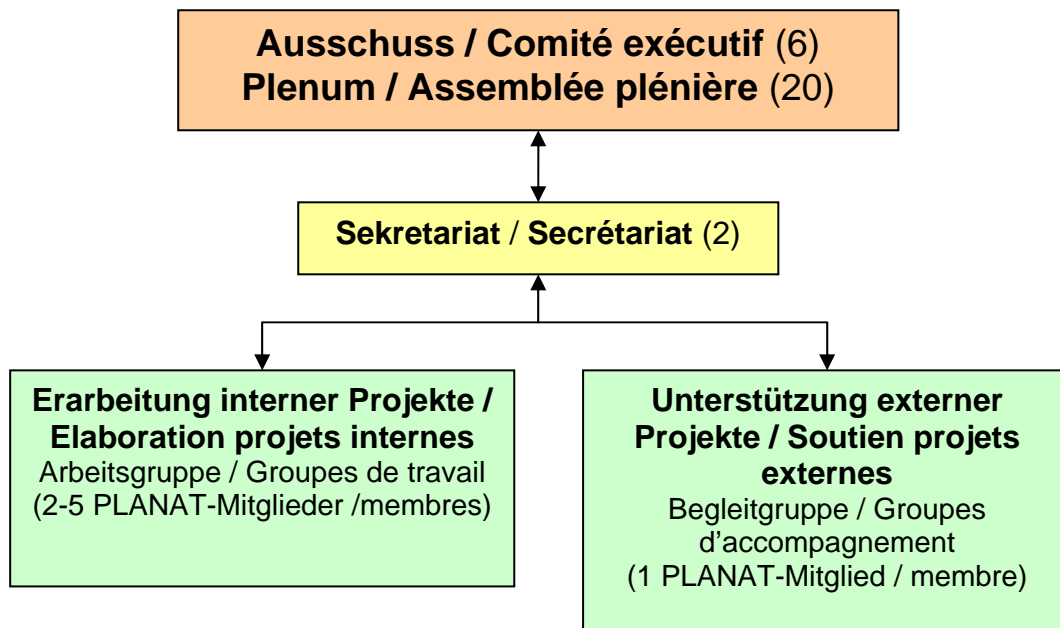 Ausschuss / Comité exécutif (6)
Plenum / Assemblée plénière (20)
Sekretariat / Secrétariat (2)
Erarbeitung interner Projekte /
Elaboration projets internes
Arbeitsgruppe / Groupes de travail
(2-5 PLANAT-Mitglieder /membres)
Unterstützung externer
Projekte / Soutien projets
externes
Begleitgruppe / Groupes
d’accompagnement
(1 PLANAT-Mitglied / membre)